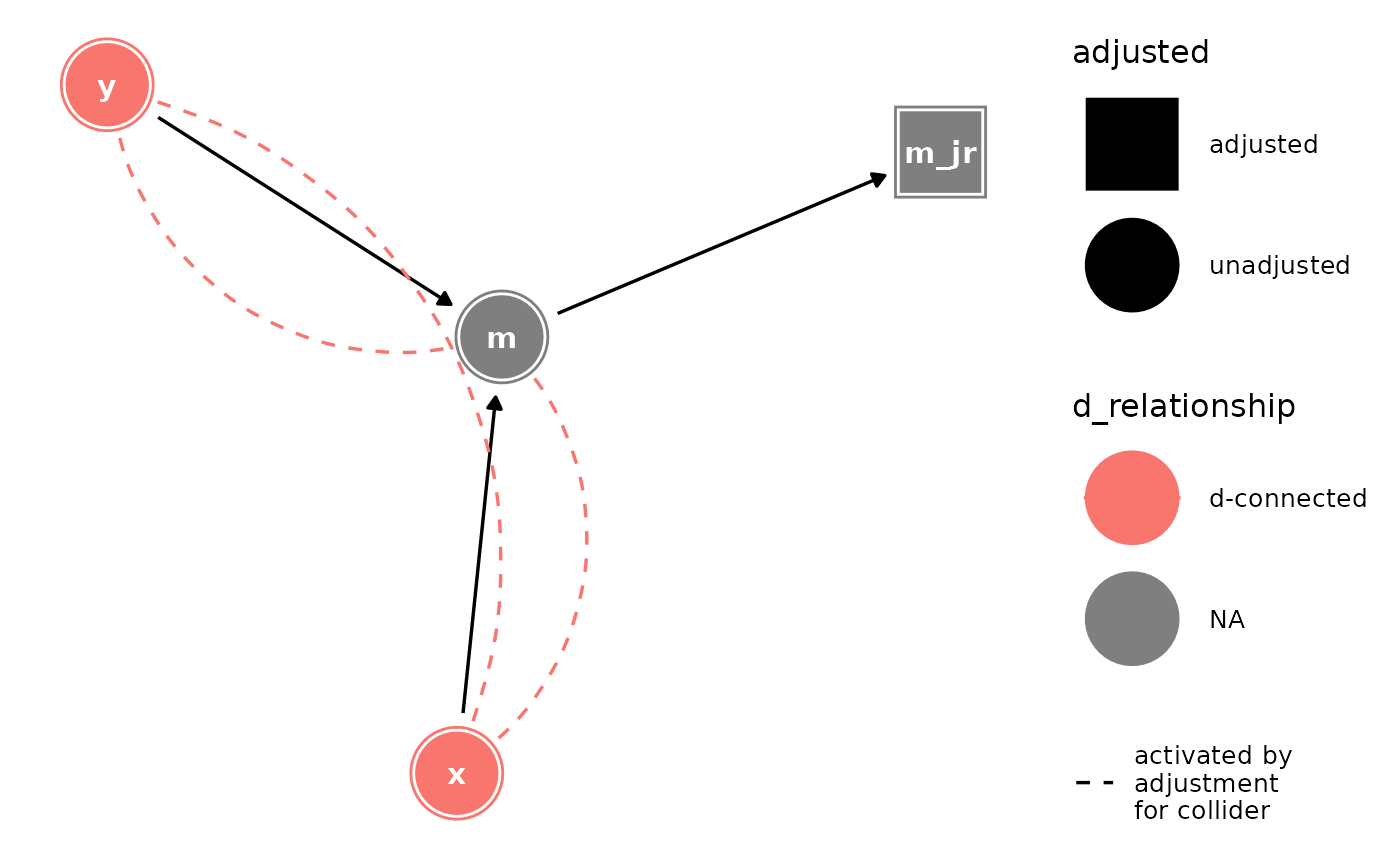 y
m_jr
m
x
adjusted
adjusted
unadjusted
d_relationship
d-connected
NA
activated by
adjustment
for collider